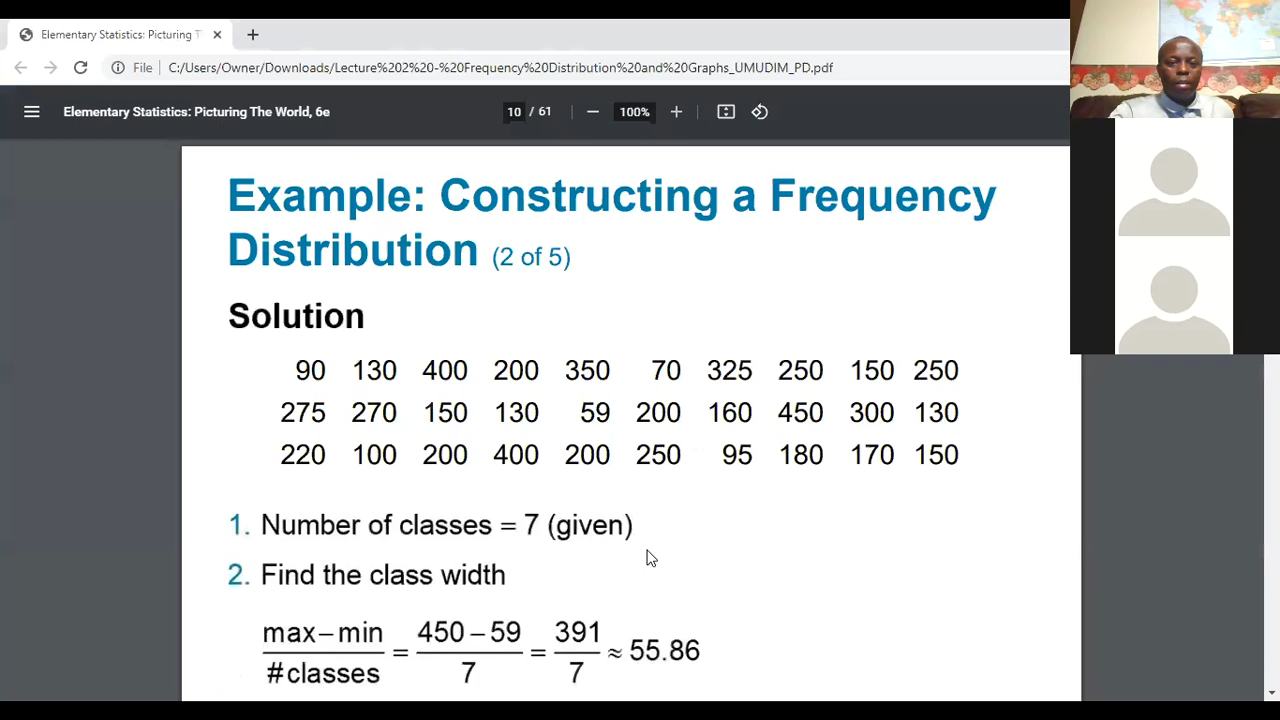 Elementary Statistics: Picturing T
File
C:/Users/Owner/Downloads/Lecture%202%20-%20Frequency%20Distribution%20and%20Graphs_UMUDIM_PD.pdf
Elementary Statistics: Picturing The World, 6e
10 / 61
100%
Example: Constructing a Frequency
Distribution (2 of 5)
Solution
90 130 400 200 350 70 325 250 150 250
275 270 150 130 59 200 160 450 300 130
220 100 200 400 200 250 95 180 170 150
1. Number of classes = 7 (given)
2. Find the class width
max – min / # classes = 450 – 59 / 7 = 391 / 7 ≈ 55.86